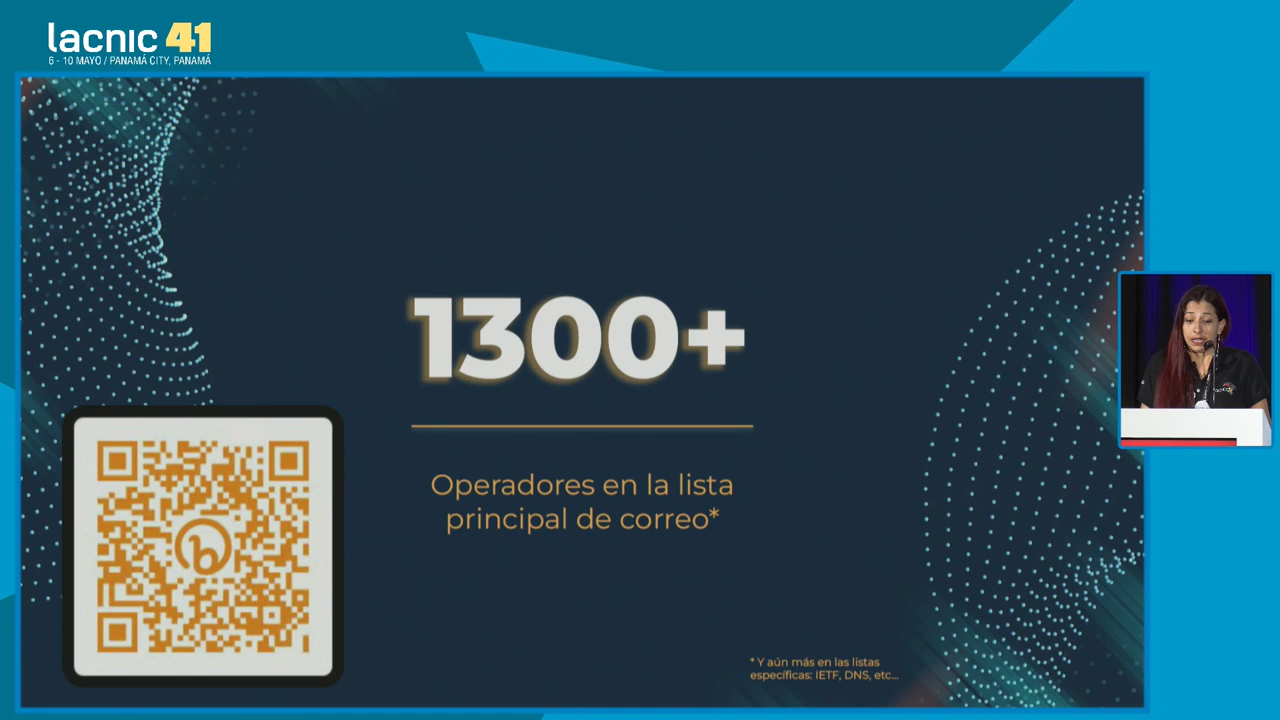 lacnic 41
6 - 10 MAYO / PANAMÁ CITY, PANAMÁ
1300+
Operadores en la lista
principal de correo*
* Y aún más en las listas
específicas: IETF, DNS, etc...